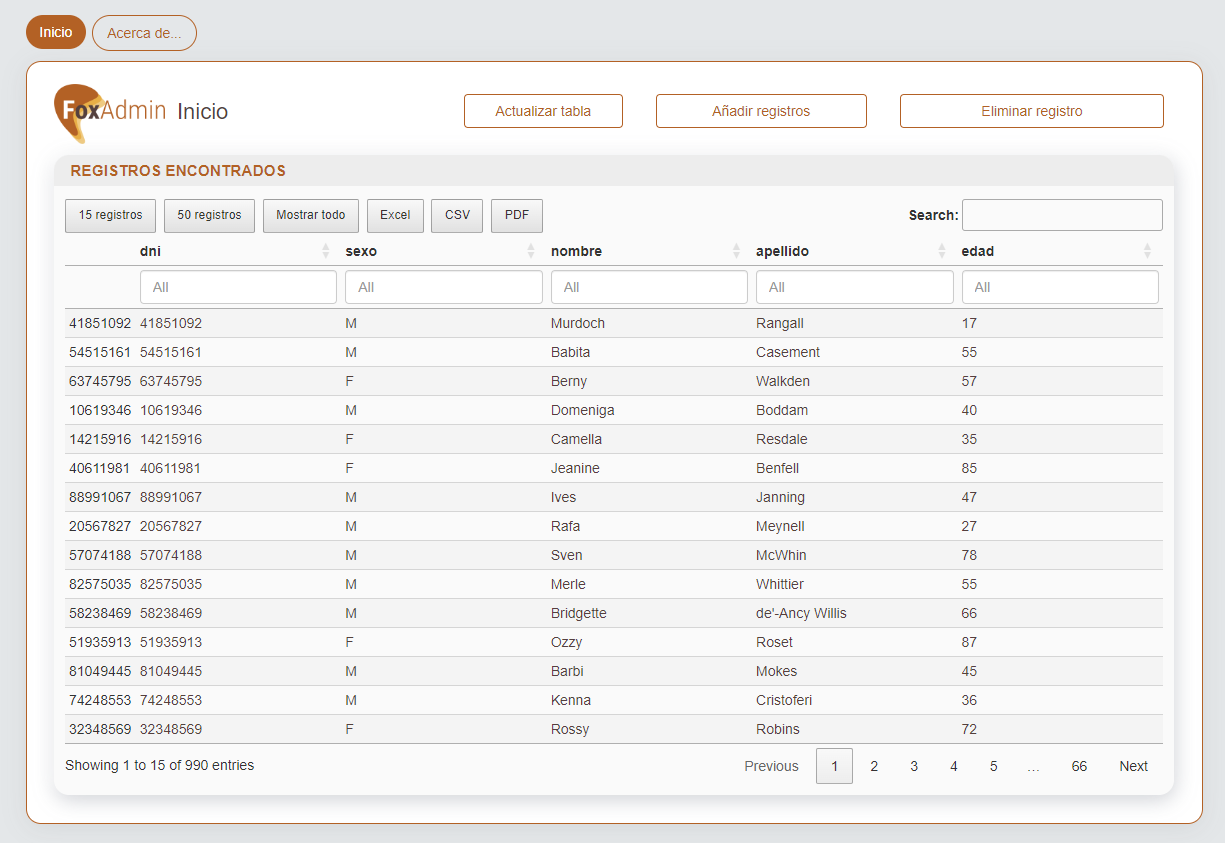 Inicio Acerca de...
FoxAdmin Inicio Actualizar tabla Añadir registros Eliminar registro
REGISTROS ENCONTRADOS
15 registros 50 registros Mostrar todo Excel CSV PDF Search:
dni sexo nombre apellido edad
All All All All All
41851092 41851092 M Murdoch Rangall 17
54515161 54515161 M Babita Casement 55
63745795 63745795 F Berny Walkden 57
10619346 10619346 M Domeniga Boddam 40
14215916 14215916 F Camella Resdale 35
40611981 40611981 F Jeanine Benfell 85
88991067 88991067 M Ives Janning 47
20567827 20567827 M Rafa Meynell 27
57074188 57074188 M Sven McWhin 78
82575035 82575035 M Merle Whittier 55
58238469 58238469 M Bridgette de'-Ancy Willis 66
51935913 51935913 F Ozzy Roset 87
81049445 81049445 M Barbi Mokes 45
74248553 74248553 M Kenna Cristoferi 36
32348569 32348569 F Rossy Robins 72
Showing 1 to 15 of 990 entries Previous 1 2 3 4 5 … 66 Next